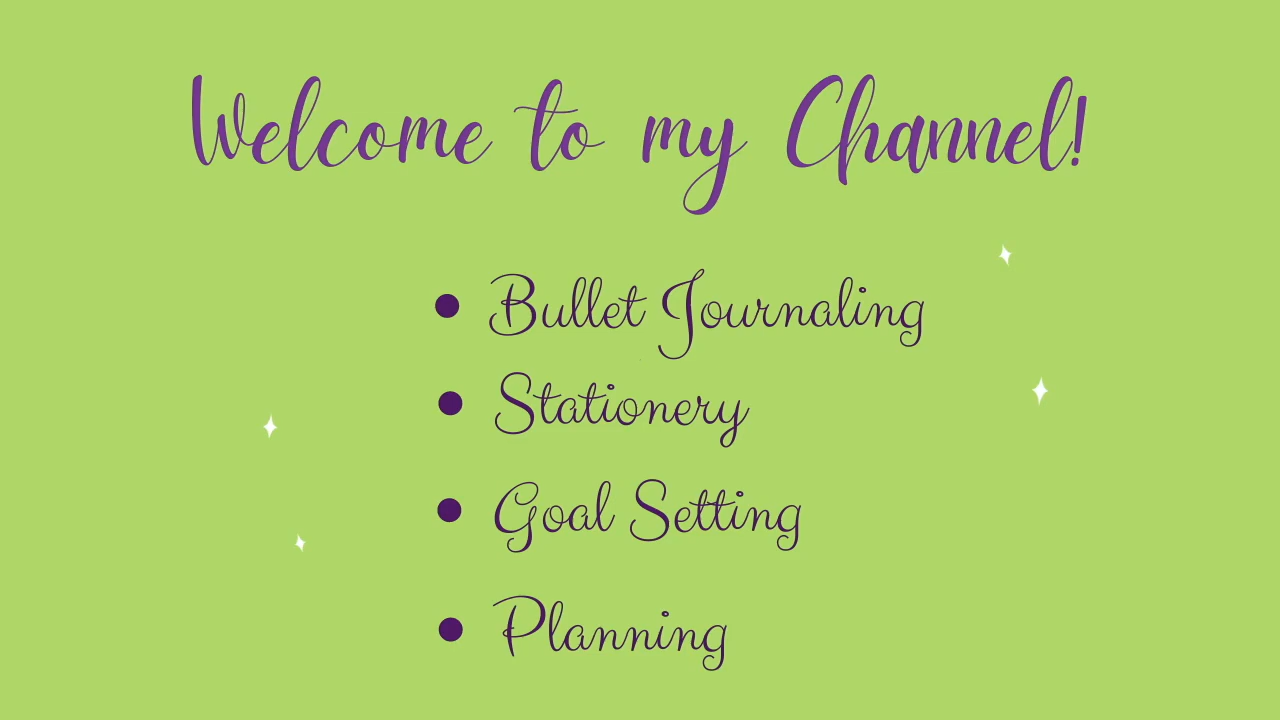 Welcome to my Channel!
• Bullet Journaling
• Stationery
• Goal Setting
• Planning